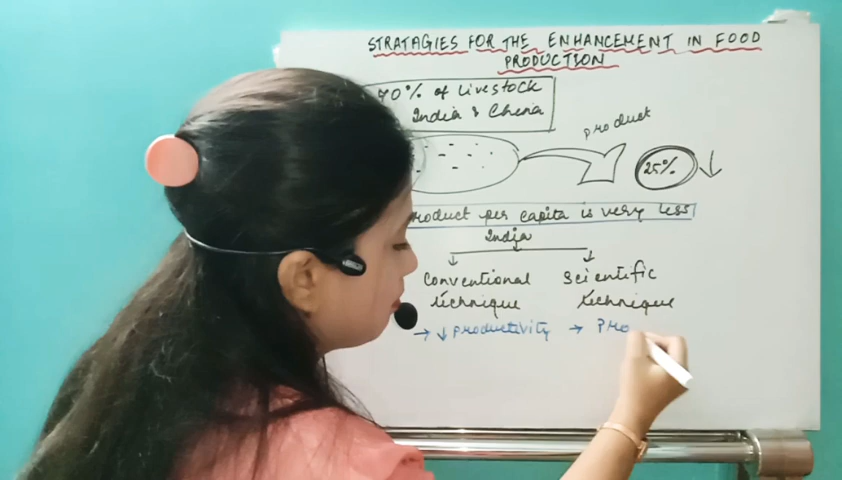 STRATAGIES FOR THE ENHANCEMENT IN FOOD
PRODUCTION
70% of Livestock
India & China
product
25%
roduct per capita is very less
India
Conventional
technique
Scientific
technique
→ ↓ productivity
→ Pro